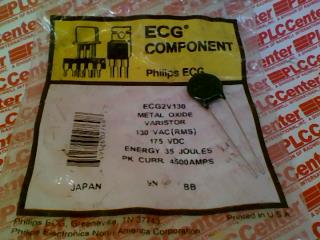 ECG®
COMPONENT
Philips ECG
ECG2V130
METAL OXIDE
VARISTOR
130 VAC(RMS)
175 VDC
ENERGY 35 JOULES
PK. CURR. 4500AMPS
JAPAN
BB
Printed in U.S.A.
Philips ECG, Greeneville, TN 37743
Philips Electronics North America Corporation
PLCCenter